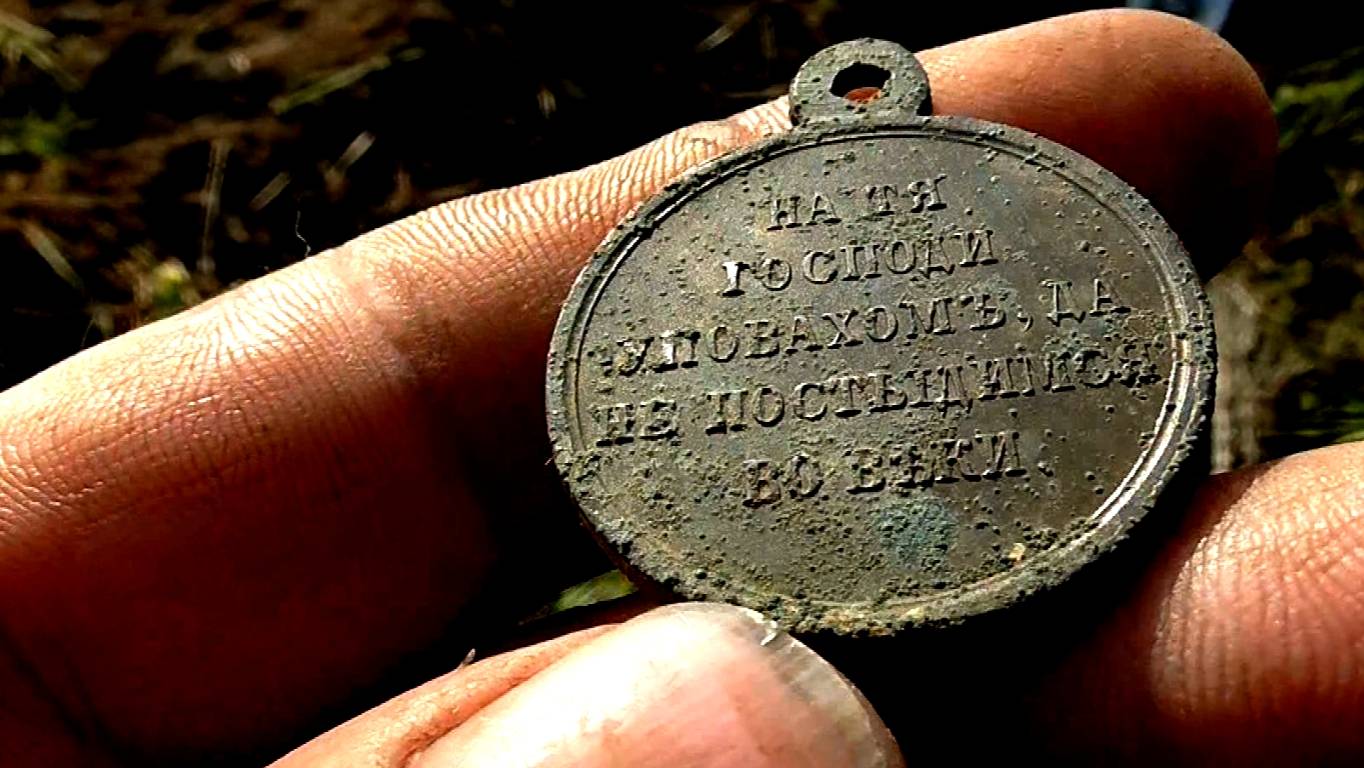 НА ТЯ
ГОСПОДИ
УПОВАХОМЪ, ДА
НЕ ПОСТЫДИМСЯ
ВО ВѢКИ.